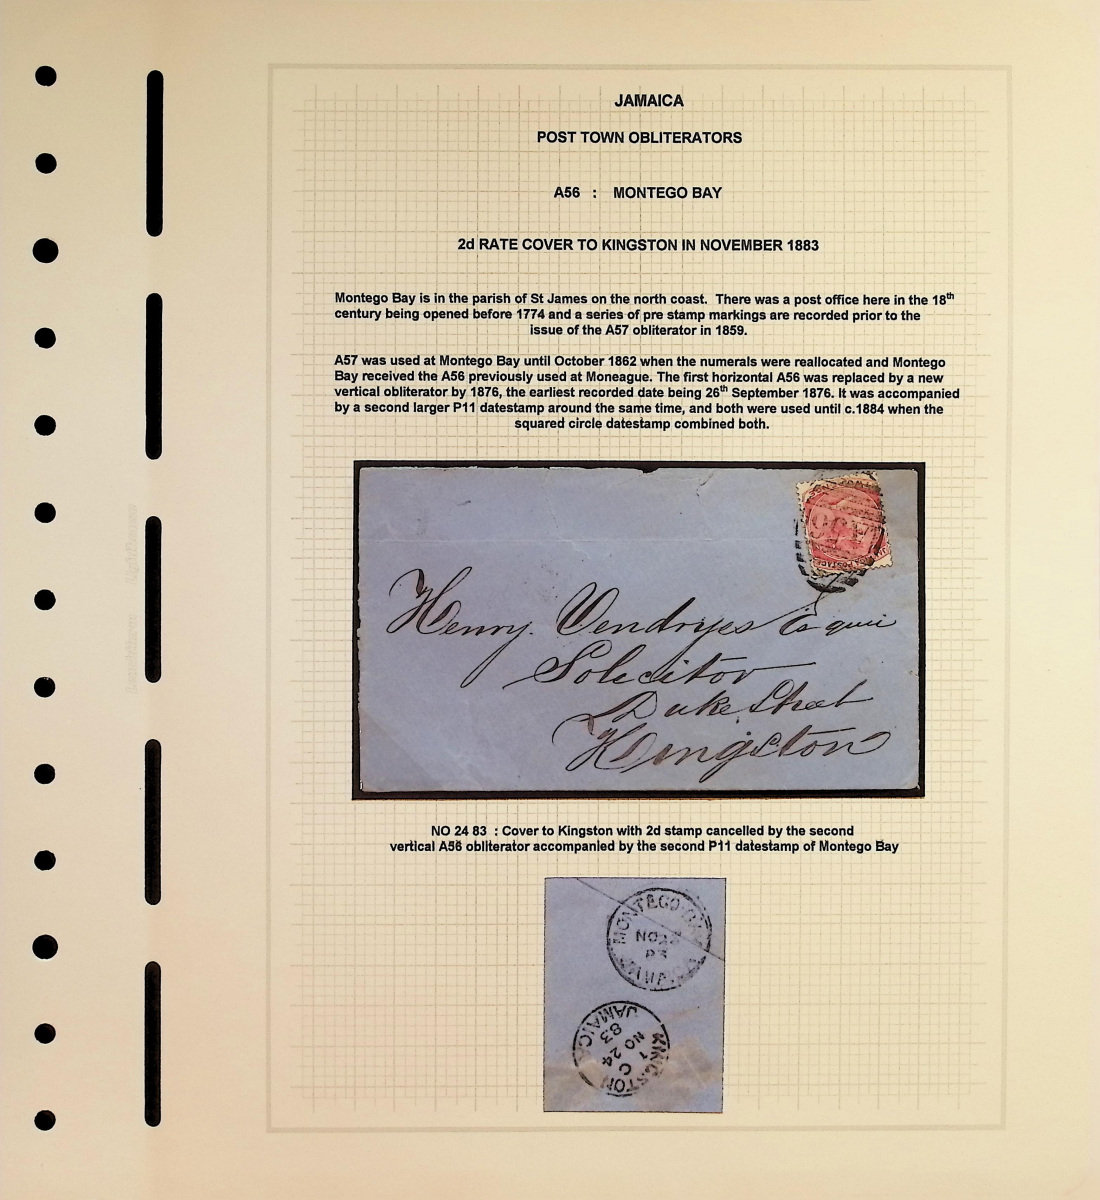 JAMAICA
POST TOWN OBLITERATORS
A56 : MONTEGO BAY
2d RATE COVER TO KINGSTON IN NOVEMBER 1883
Montego Bay is in the parish of St James on the north coast. There was a post office here in the 18th
century being opened before 1774 and a series of pre stamp markings are recorded prior to the
issue of the A57 obliterator in 1859.
A57 was used at Montego Bay until October 1862 when the numerals were reallocated and Montego
Bay received the A56 previously used at Moneague. The first horizontal A56 was replaced by a new
vertical obliterator by 1876, the earliest recorded date being 26th September 1876. It was accompanied
by a second larger P11 datestamp around the same time, and both were used until c.1884 when the
squared circle datestamp combined both.
A56
POSTAGE
Henry Vendryes Esquire
Solicitor
Duke Street
Kingston
NO 24 83 : Cover to Kingston with 2d stamp cancelled by the second
vertical A56 obliterator accompanied by the second P11 datestamp of Montego Bay
MONTEGO BAY
NO
83
JAMAICA
KINGSTON
C
1
NO 24
83
JAMAICA